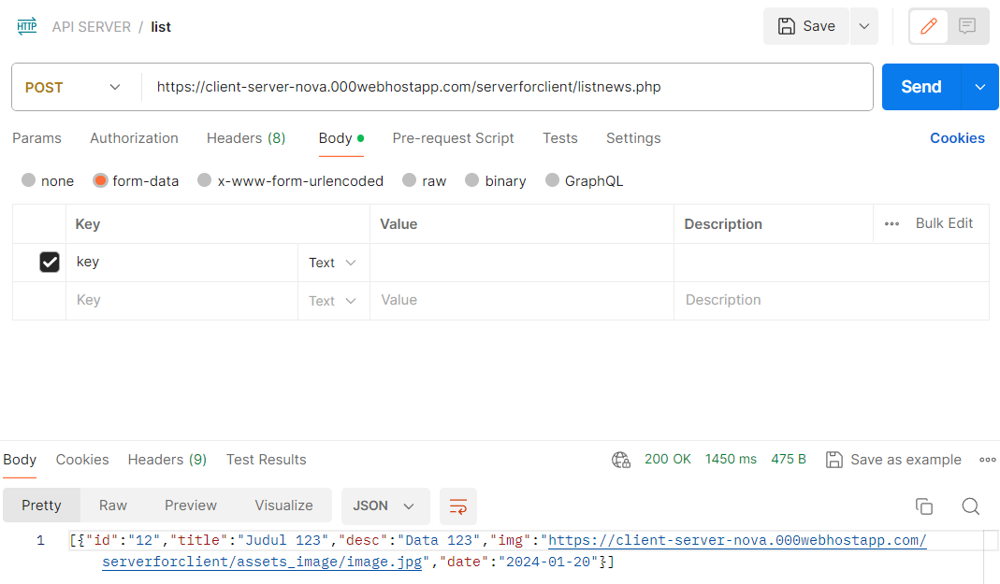 HTTP API SERVER / list Save
POST https://client-server-nova.000webhostapp.com/serverforclient/listnews.php Send
Params Authorization Headers (8) Body Pre-request Script Tests Settings Cookies
none form-data x-www-form-urlencoded raw binary GraphQL
Key Value Description Bulk Edit
key Text
Key Text Value Description
Body Cookies Headers (9) Test Results 200 OK 1450 ms 475 B Save as example
Pretty Raw Preview Visualize JSON
1 [{"id":"12","title":"Judul 123","desc":"Data 123","img":"https://client-server-nova.000webhostapp.com/
serverforclient/assets_image/image.jpg","date":"2024-01-20"}]